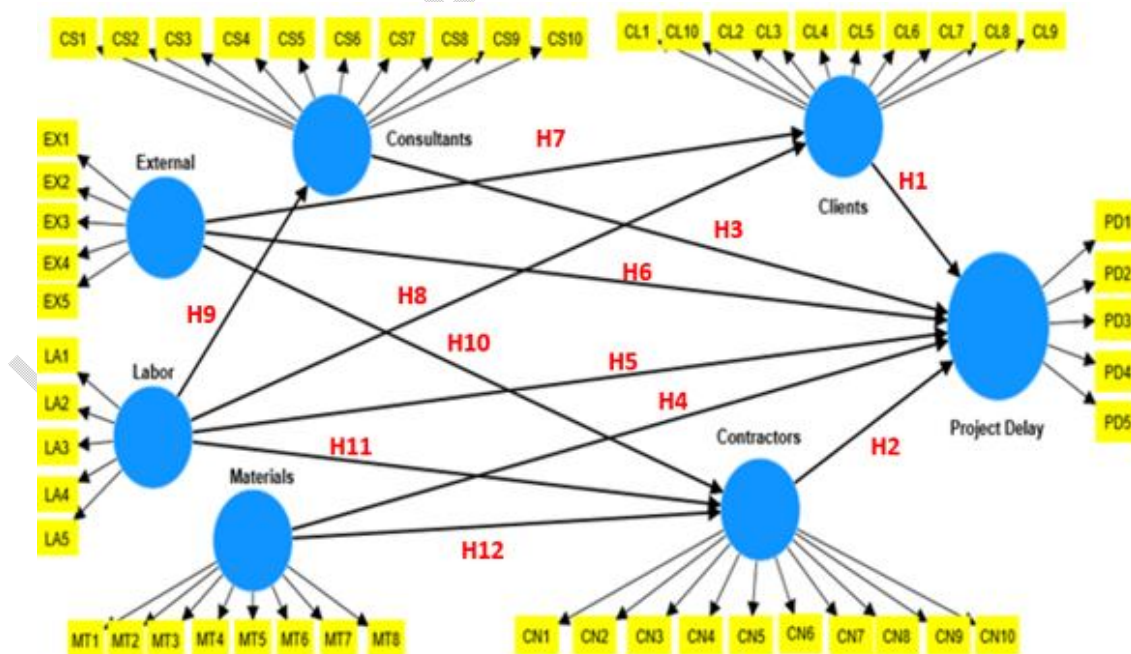 CS1 CS2 CS3 CS4 CS5 CS6 CS7 CS8 CS9 CS10
CL1 CL10 CL2 CL3 CL4 CL5 CL6 CL7 CL8 CL9
Consultants
H7
EX1
External
EX2
EX3
EX4
EX5
Clients
H1
H3
H6
H9
H8
H10
PD1
PD2
PD3
PD4
PD5
Project Delay
LA1
Labor
LA2
LA3
LA4
LA5
H5
H4
H11
Contractors
H2
Materials
H12
MT1 MT2 MT3 MT4 MT5 MT6 MT7 MT8
CN1 CN2 CN3 CN4 CN5 CN6 CN7 CN8 CN9 CN10